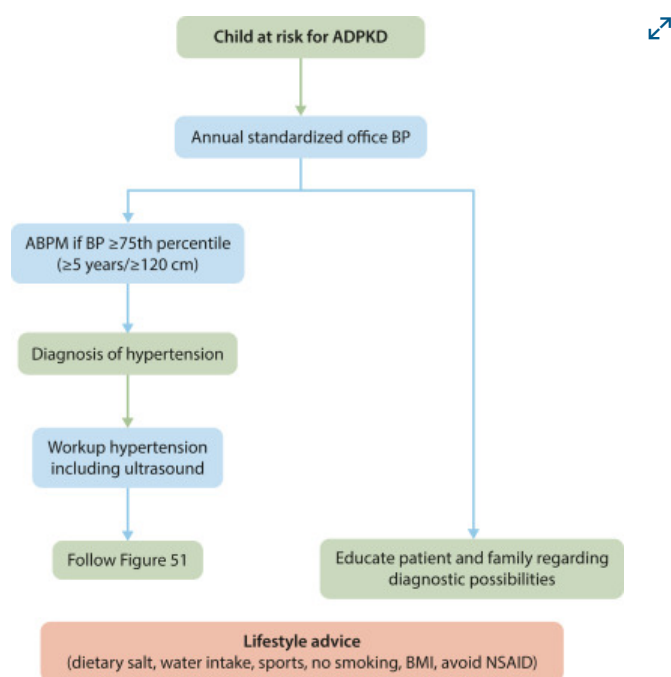 Child at risk for ADPKD
Annual standardized office BP
ABPM if BP ≥75th percentile
(≥5 years/≥120 cm)
Diagnosis of hypertension
Workup hypertension
including ultrasound
Follow Figure 51
Educate patient and family regarding
diagnostic possibilities
Lifestyle advice
(dietary salt, water intake, sports, no smoking, BMI, avoid NSAID)